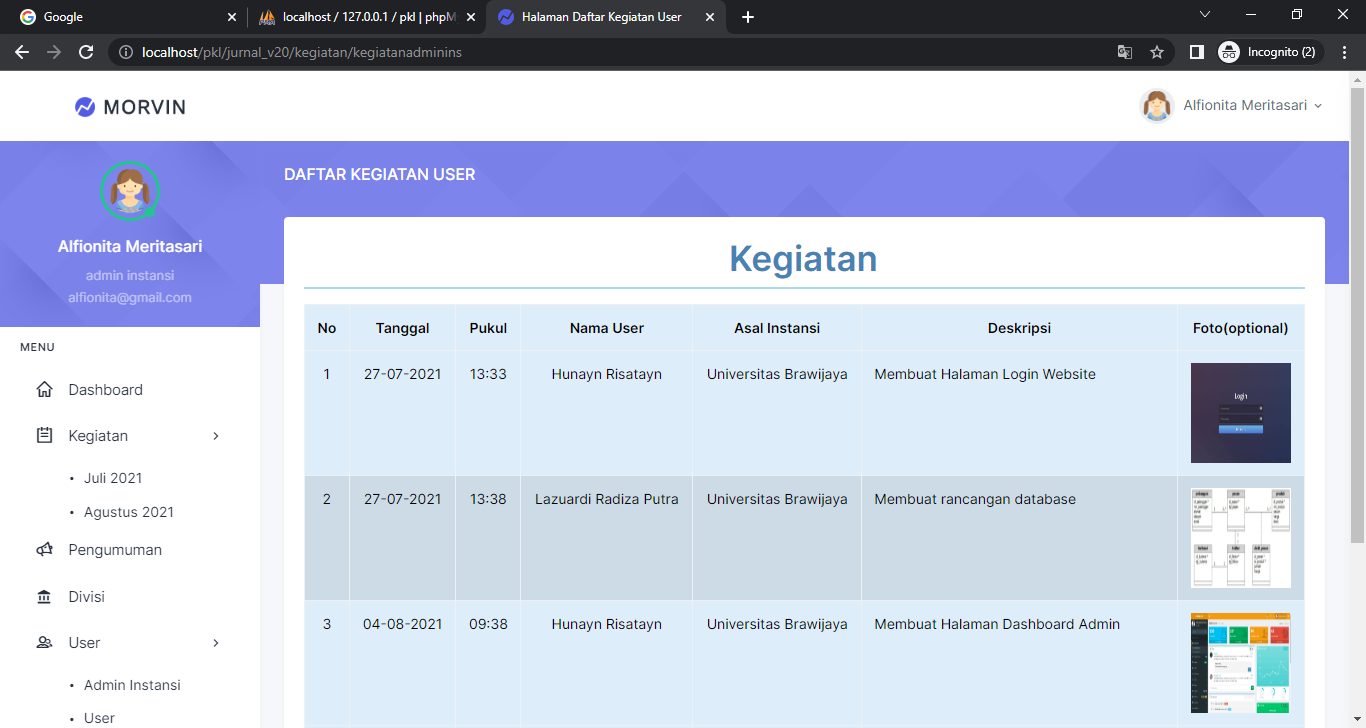 Google
localhost / 127.0.0.1 / pkl | phpM
Halaman Daftar Kegiatan User
localhost/pkl/jurnal_v20/kegiatan/kegiatanadminins
Incognito (2)
MORVIN
Alfionita Meritasari
Alfionita Meritasari
admin instansi
alfionita@gmail.com
MENU
Dashboard
Kegiatan
• Juli 2021
• Agustus 2021
Pengumuman
Divisi
User
• Admin Instansi
• User
DAFTAR KEGIATAN USER
Kegiatan
No Tanggal Pukul Nama User Asal Instansi Deskripsi Foto(optional)
1 27-07-2021 13:33 Hunayn Risatayn Universitas Brawijaya Membuat Halaman Login Website
Login
2 27-07-2021 13:38 Lazuardi Radiza Putra Universitas Brawijaya Membuat rancangan database
3 04-08-2021 09:38 Hunayn Risatayn Universitas Brawijaya Membuat Halaman Dashboard Admin